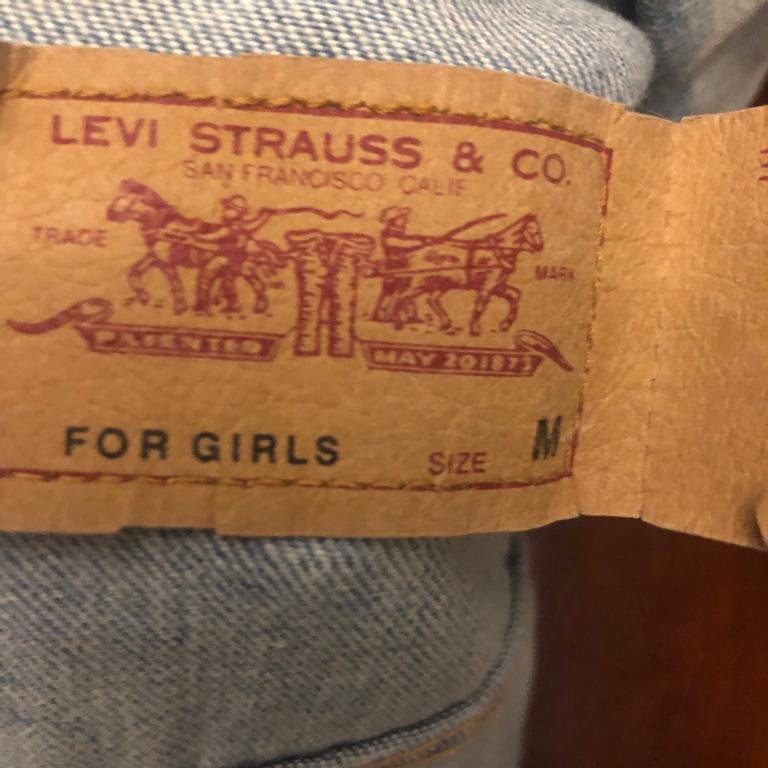 LEVI STRAUSS & CO.
SAN FRANCISCO CALIF
TRADE MARK
PATENTED MAY 20 1873
FOR GIRLS SIZE M